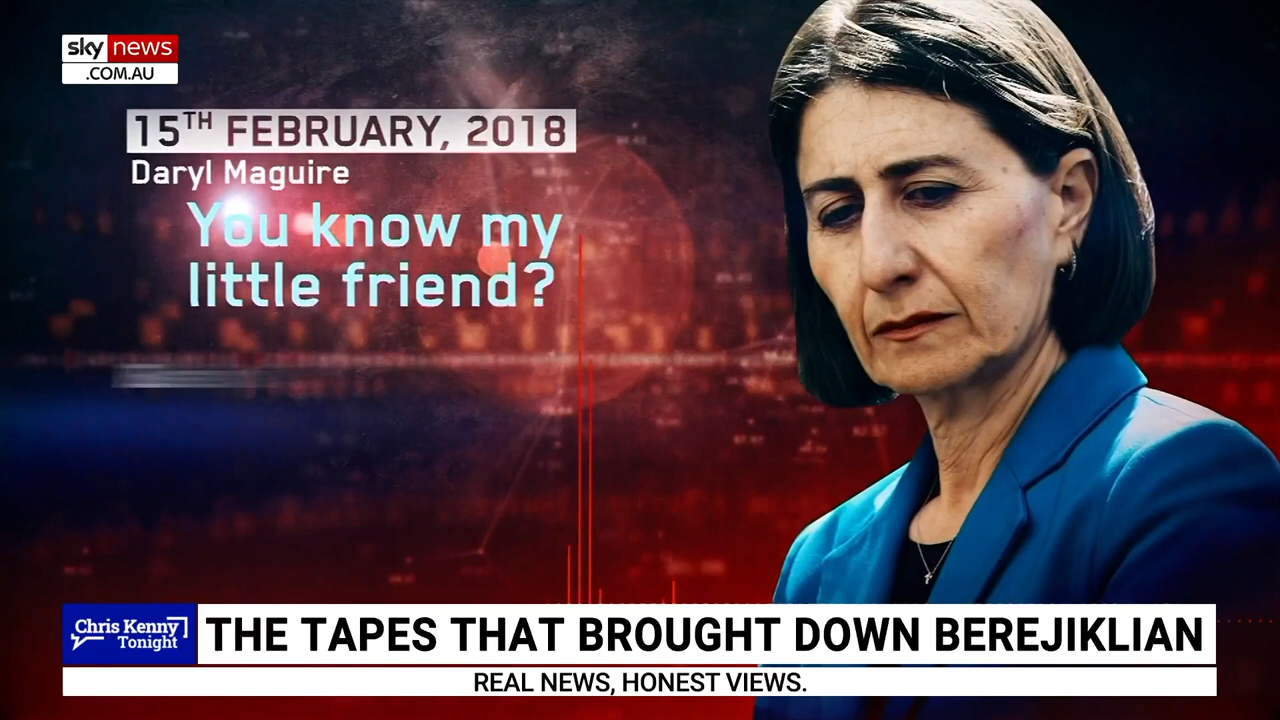 sky news
.COM.AU
15TH FEBRUARY, 2018
Daryl Maguire
You know my
little friend?
Chris Kenny
Tonight
THE TAPES THAT BROUGHT DOWN BEREJIKLIAN
REAL NEWS, HONEST VIEWS.